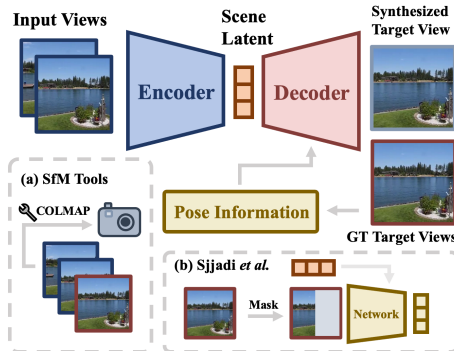 Input Views
Scene
Latent
Synthesized
Target View
Encoder
Decoder
(a) SfM Tools
COLMAP
Pose Information
GT Target Views
(b) Sjjadi et al.
Mask
Network